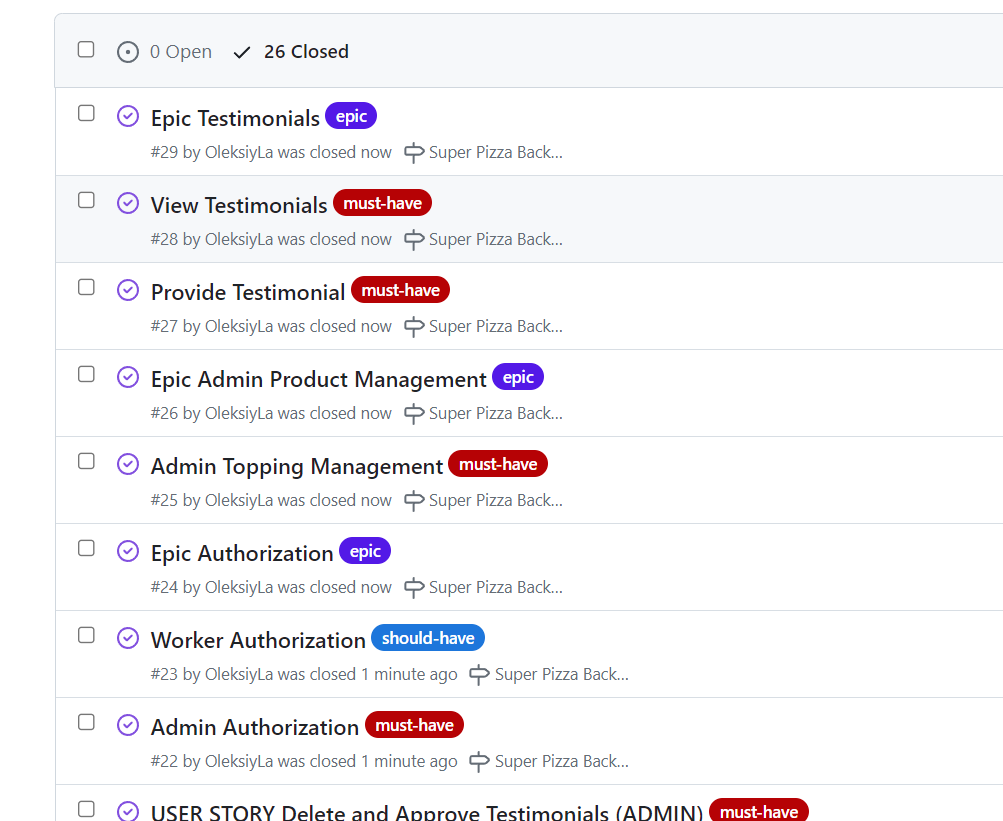 0 Open 26 Closed
Epic Testimonials epic
#29 by OleksiyLa was closed now Super Pizza Back...
View Testimonials must-have
#28 by OleksiyLa was closed now Super Pizza Back...
Provide Testimonial must-have
#27 by OleksiyLa was closed now Super Pizza Back...
Epic Admin Product Management epic
#26 by OleksiyLa was closed now Super Pizza Back...
Admin Topping Management must-have
#25 by OleksiyLa was closed now Super Pizza Back...
Epic Authorization epic
#24 by OleksiyLa was closed now Super Pizza Back...
Worker Authorization should-have
#23 by OleksiyLa was closed 1 minute ago Super Pizza Back...
Admin Authorization must-have
#22 by OleksiyLa was closed 1 minute ago Super Pizza Back...
USER STORY Delete and Approve Testimonials (ADMIN) must-have